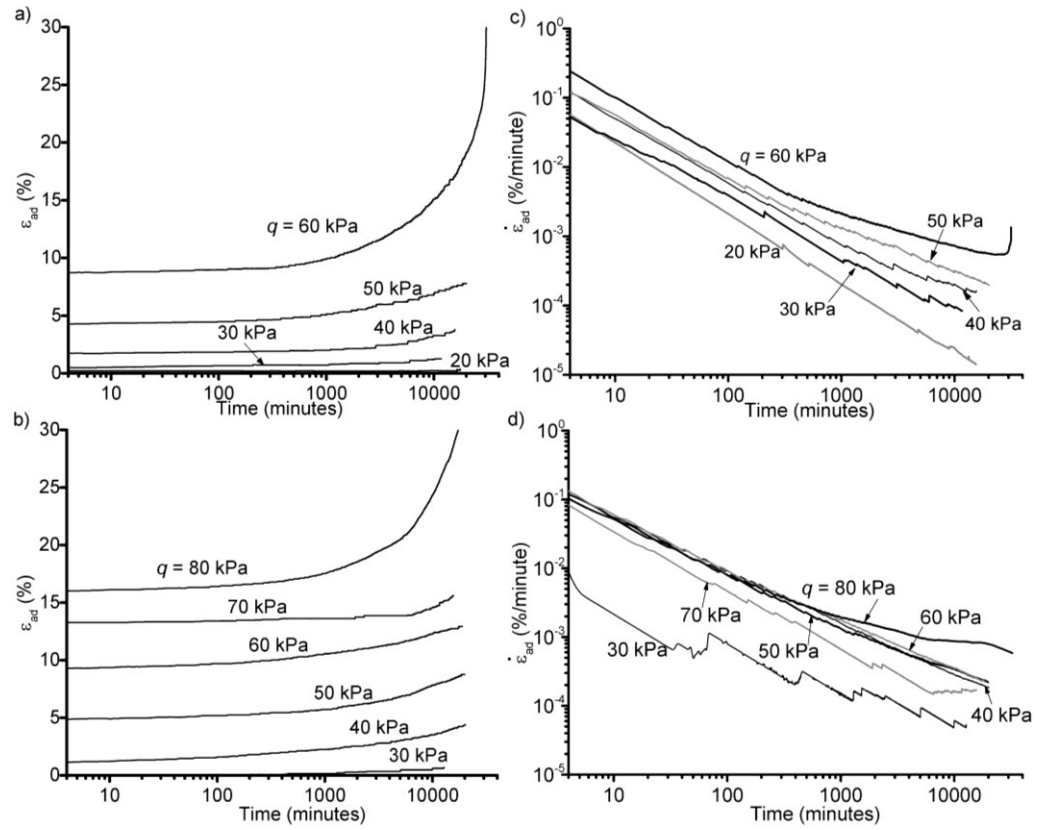 a)
30
25
20
15
10
5
0
ε_ad (%)
q = 60 kPa
50 kPa
40 kPa
30 kPa
20 kPa
10 100 1000 10000
Time (minutes)
c)
10^0
10^-1
10^-2
10^-3
10^-4
10^-5
ε̇_ad (%/minute)
q = 60 kPa
50 kPa
20 kPa
30 kPa
40 kPa
10 100 1000 10000
Time (minutes)
b)
30
25
20
15
10
5
0
ε_ad (%)
q = 80 kPa
70 kPa
60 kPa
50 kPa
40 kPa
30 kPa
10 100 1000 10000
Time (minutes)
d)
10^0
10^-1
10^-2
10^-3
10^-4
10^-5
ε̇_ad (%/minute)
q = 80 kPa
60 kPa
70 kPa
50 kPa
30 kPa
40 kPa
10 100 1000 10000
Time (minutes)